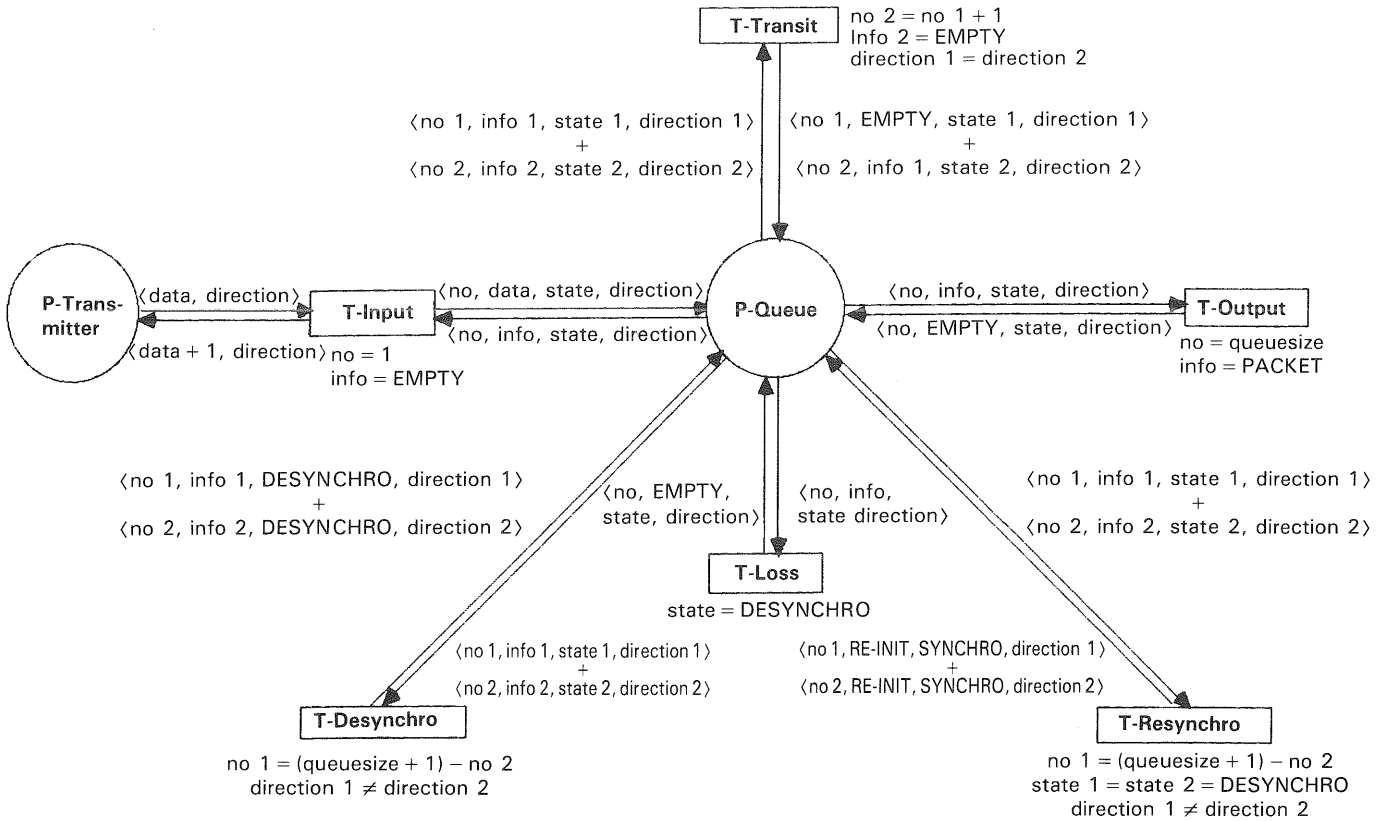 T-Transit
no 2 = no 1 + 1
Info 2 = EMPTY
direction 1 = direction 2
⟨no 1, info 1, state 1, direction 1⟩
+
⟨no 2, info 2, state 2, direction 2⟩
⟨no 1, EMPTY, state 1, direction 1⟩
+
⟨no 2, info 1, state 2, direction 2⟩
P-Trans-
mitter
⟨data, direction⟩
⟨data + 1, direction⟩
T-Input
no = 1
info = EMPTY
⟨no, data, state, direction⟩
⟨no, info, state, direction⟩
P-Queue
⟨no, info, state, direction⟩
⟨no, EMPTY, state, direction⟩
T-Output
no = queuesize
info = PACKET
⟨no 1, info 1, DESYNCHRO, direction 1⟩
+
⟨no 2, info 2, DESYNCHRO, direction 2⟩
⟨no, EMPTY,
state, direction⟩
⟨no, info,
state direction⟩
⟨no 1, info 1, state 1, direction 1⟩
+
⟨no 2, info 2, state 2, direction 2⟩
T-Loss
state = DESYNCHRO
⟨no 1, info 1, state 1, direction 1⟩
+
⟨no 2, info 2, state 2, direction 2⟩
⟨no 1, RE-INIT, SYNCHRO, direction 1⟩
+
⟨no 2, RE-INIT, SYNCHRO, direction 2⟩
T-Desynchro
no 1 = (queuesize + 1) − no 2
direction 1 ≠ direction 2
T-Resynchro
no 1 = (queuesize + 1) − no 2
state 1 = state 2 = DESYNCHRO
direction 1 ≠ direction 2